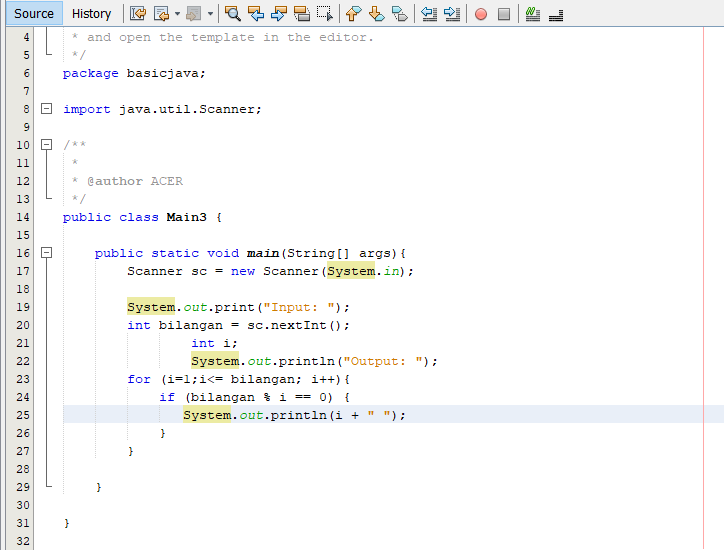 Source History
4 * and open the template in the editor.
5 */
6 package basicjava;
7
8 import java.util.Scanner;
9
10 /**
11 *
12 * @author ACER
13 */
14 public class Main3 {
15
16 public static void main(String[] args){
17 Scanner sc = new Scanner(System.in);
18
19 System.out.print("Input: ");
20 int bilangan = sc.nextInt();
21 int i;
22 System.out.println("Output: ");
23 for (i=1;i<= bilangan; i++){
24 if (bilangan % i == 0) {
25 System.out.println(i + " ");
26 }
27 }
28
29 }
30
31 }
32